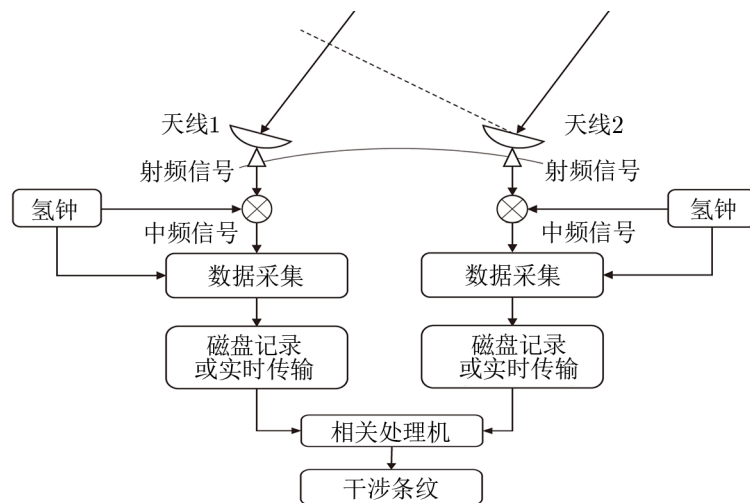 天线1
天线2
射频信号
射频信号
氢钟
氢钟
中频信号
中频信号
数据采集
数据采集
磁盘记录
或实时传输
磁盘记录
或实时传输
相关处理机
干涉条纹